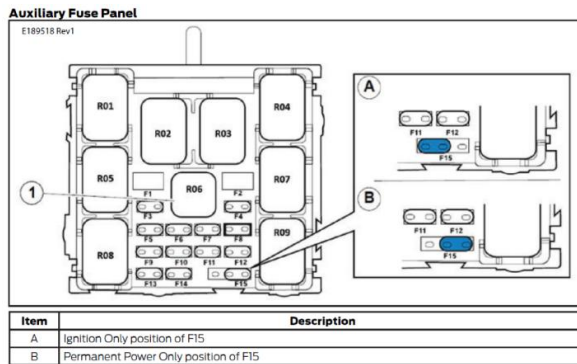 Auxiliary Fuse Panel
E189518 Rev1
R01
R02
R03
R04
R05
R06
R07
R08
R09
1
F1
F2
F3
F4
F5
F6
F7
F8
F9
F10
F11
F12
F13
F14
F15
A
F11
F12
F15
B
F11
F12
F15
Item Description
A Ignition Only position of F15
B Permanent Power Only position of F15